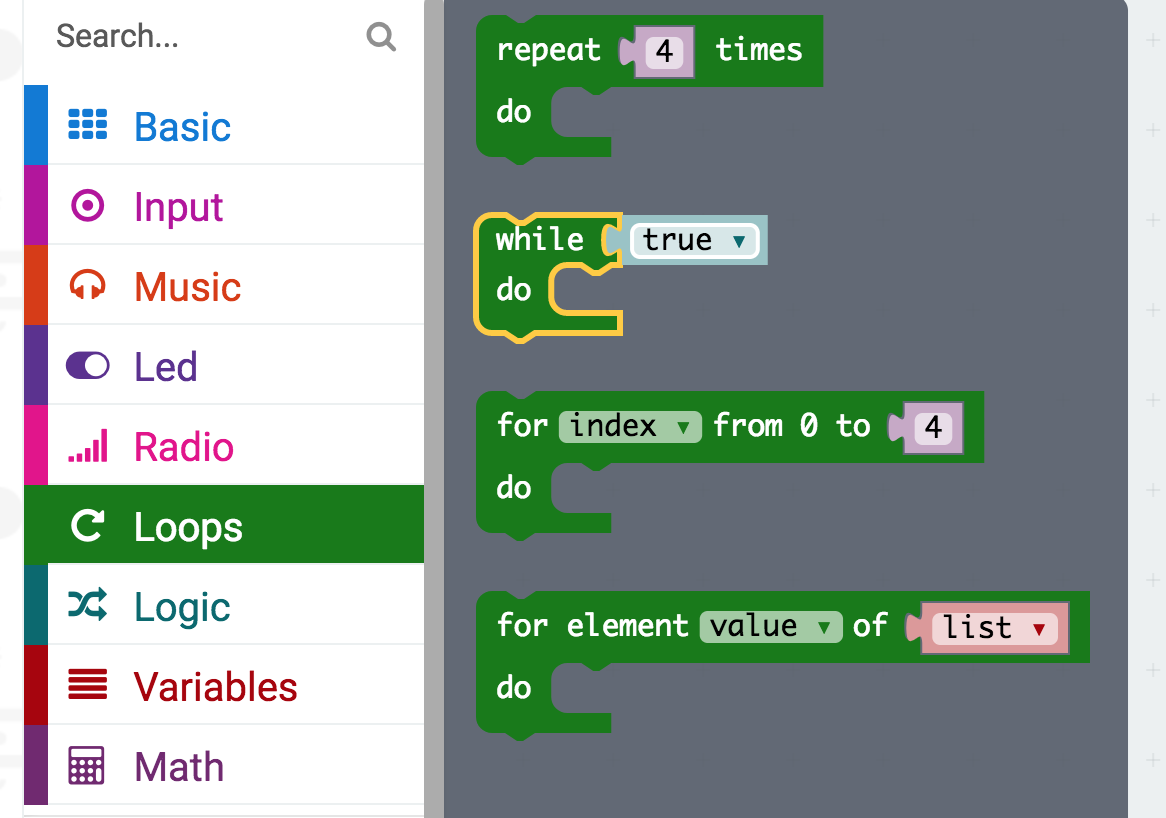 Search...
Basic
Input
Music
Led
Radio
Loops
Logic
Variables
Math
repeat 4 times
do
while true
do
for index from 0 to 4
do
for element value of list
do